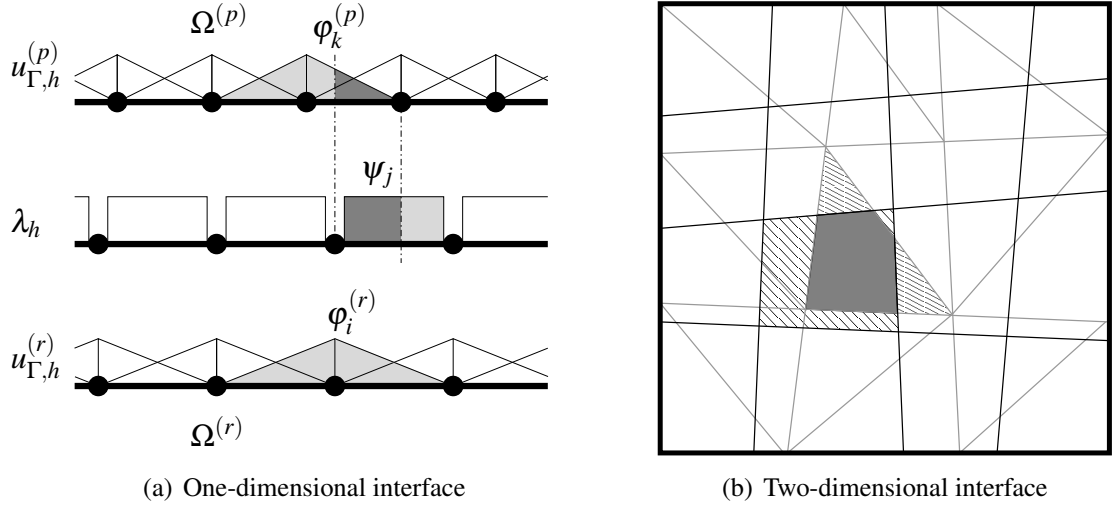 Ω^(p)
φ_k^(p)
u_Γ,h^(p)
ψ_j
λ_h
φ_i^(r)
u_Γ,h^(r)
Ω^(r)
(a) One-dimensional interface
(b) Two-dimensional interface